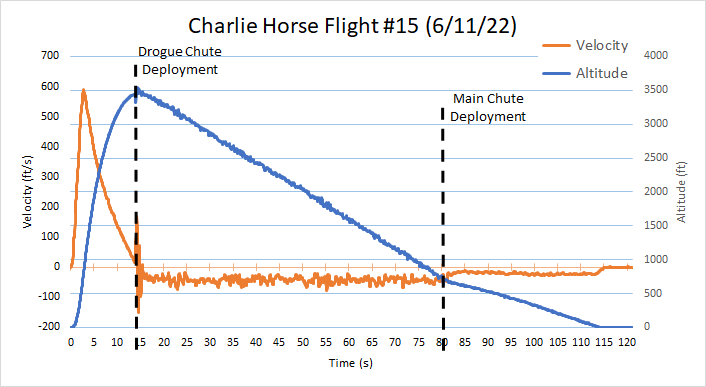 Charlie Horse Flight #15 (6/11/22)
Drogue Chute
Deployment
Main Chute
Deployment
Velocity
Altitude
Velocity (ft/s)
700
600
500
400
300
200
100
0
-100
-200
Altitude (ft)
4000
3500
3000
2500
2000
1500
1000
500
0
0 5 10 15 20 25 30 35 40 45 50 55 60 65 70 75 80 85 90 95 100 105 110 115 120
Time (s)